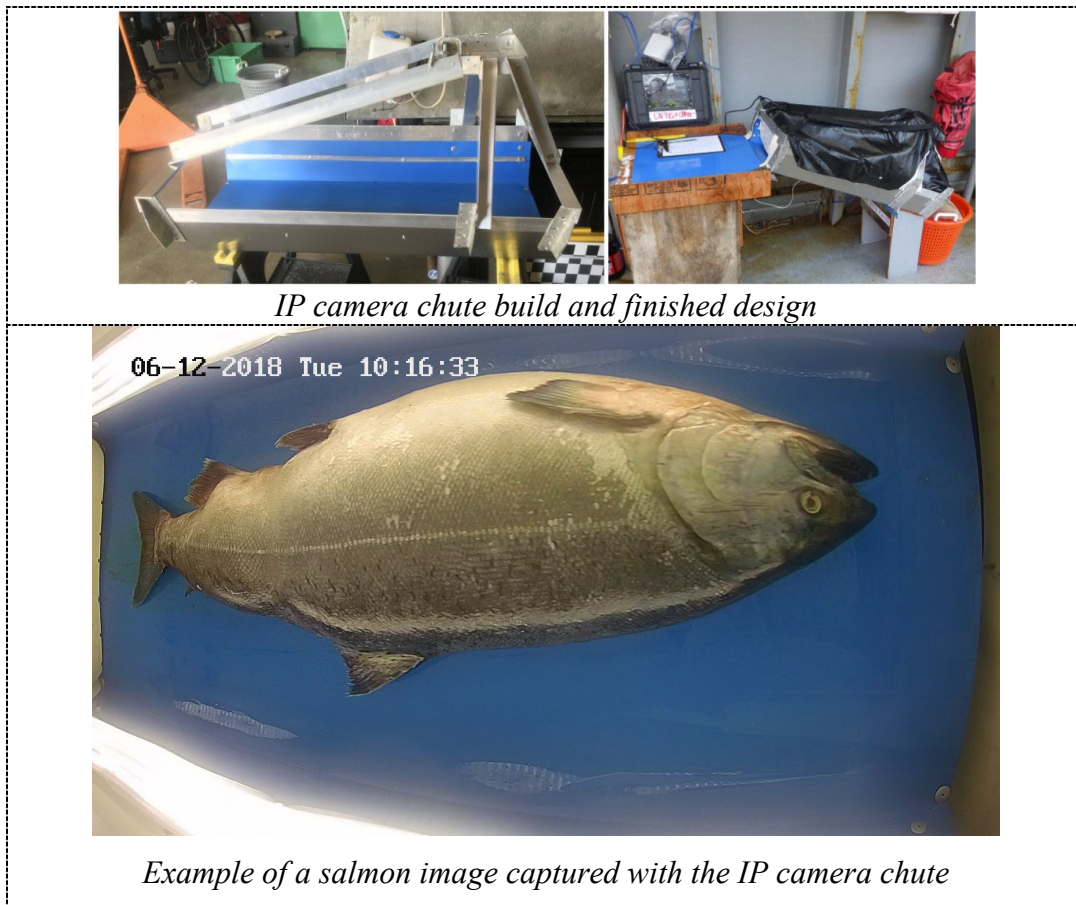 IP camera chute build and finished design
06-12-2018 Tue 10:16:33
Example of a salmon image captured with the IP camera chute